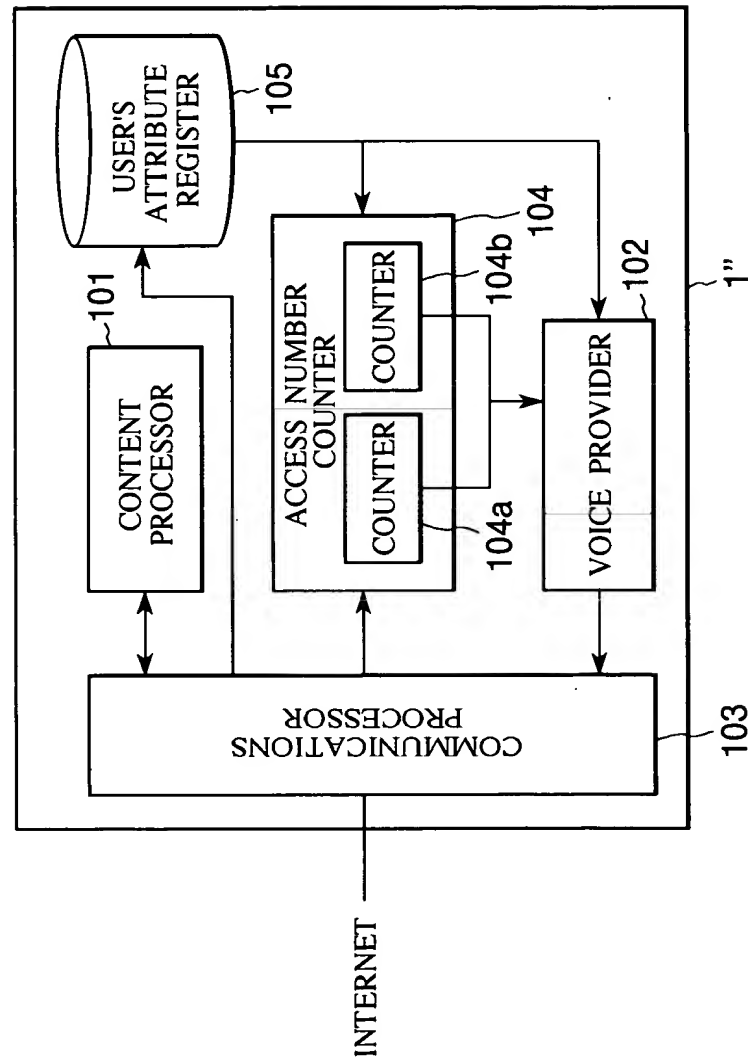 INTERNET
COMMUNICATIONS
PROCESSOR
103
CONTENT
PROCESSOR
101
USER'S
ATTRIBUTE
REGISTER
105
ACCESS NUMBER
COUNTER
104
COUNTER
104a
COUNTER
104b
VOICE PROVIDER
102
1”